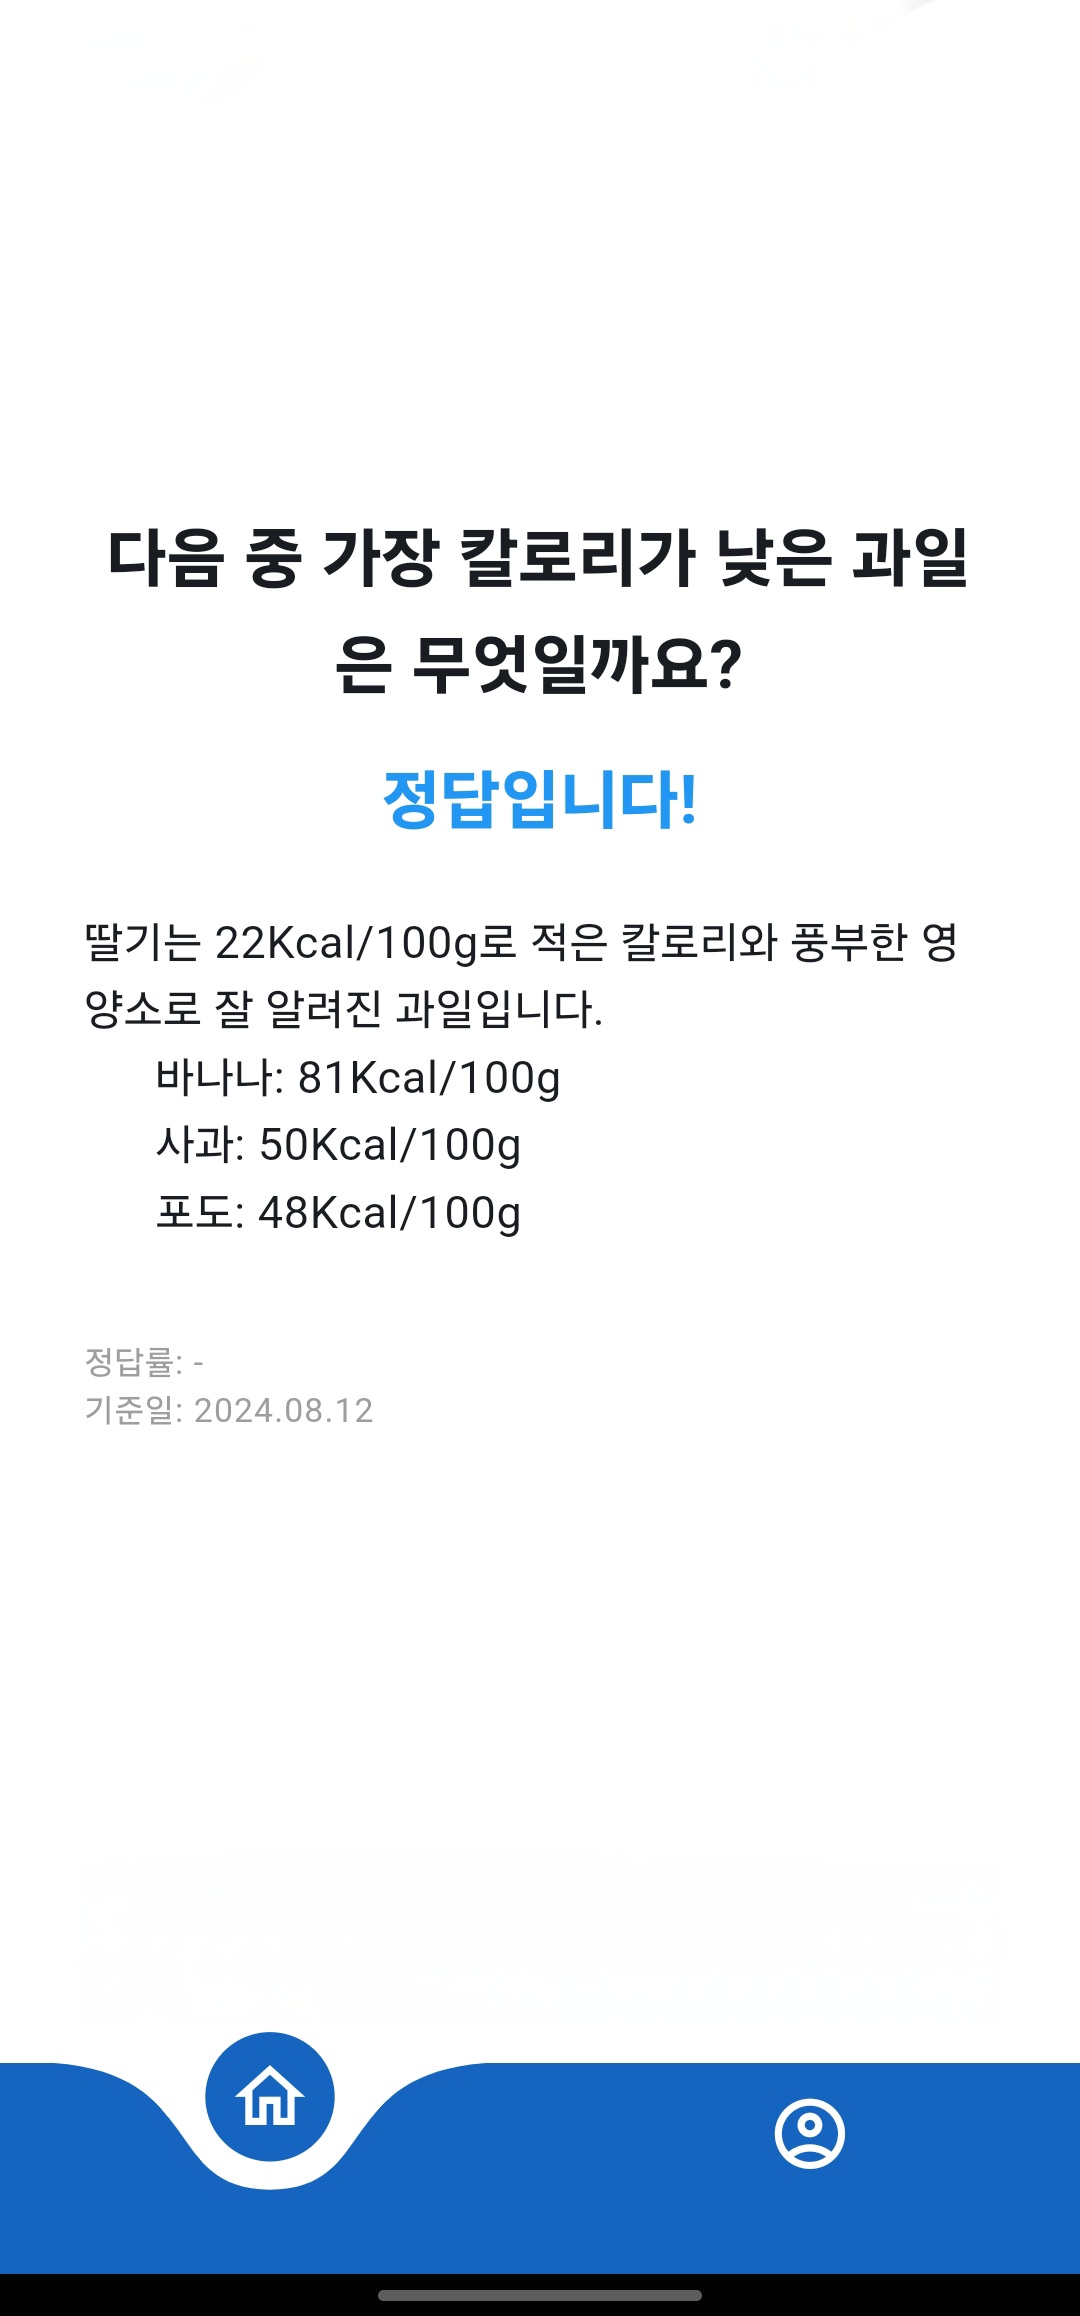 다음 중 가장 칼로리가 낮은 과일
은 무엇일까요?
정답입니다!
딸기는 22Kcal/100g로 적은 칼로리와 풍부한 영
양소로 잘 알려진 과일입니다.
바나나: 81Kcal/100g
사과: 50Kcal/100g
포도: 48Kcal/100g
정답률: -
기준일: 2024.08.12